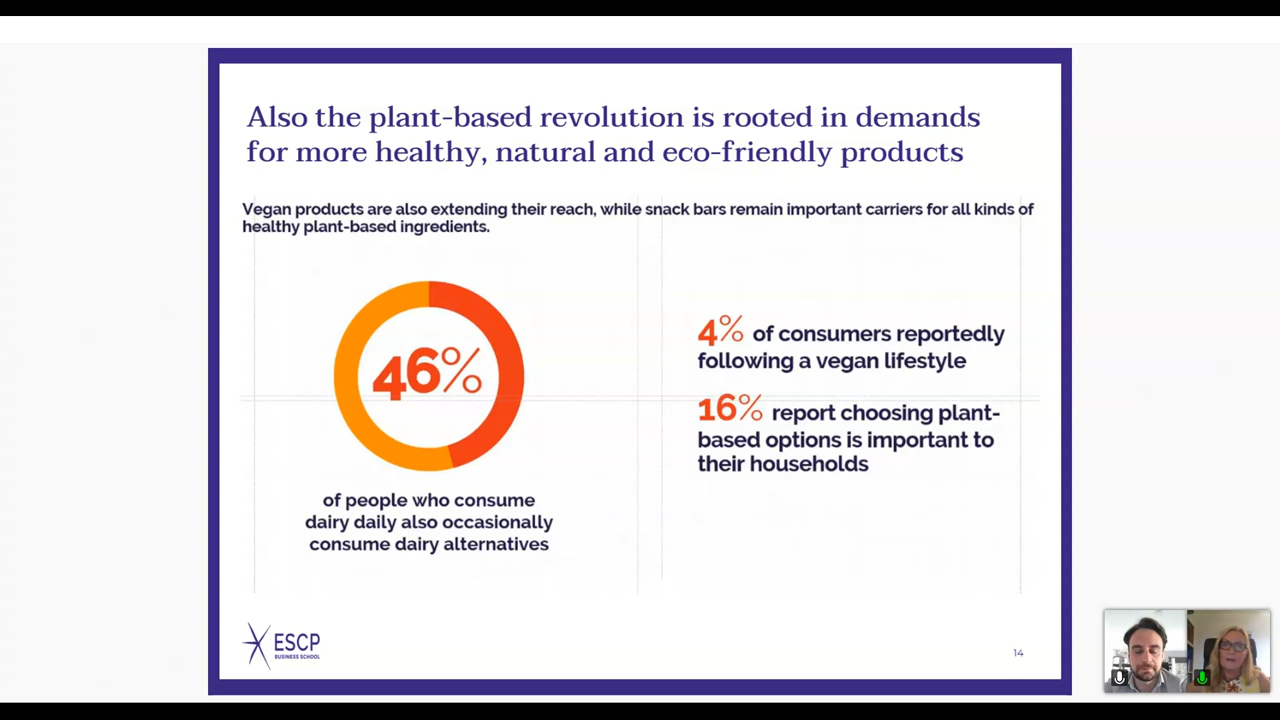 Also the plant-based revolution is rooted in demands
for more healthy, natural and eco-friendly products
Vegan products are also extending their reach, while snack bars remain important carriers for all kinds of
healthy plant-based ingredients.
46%
of people who consume
dairy daily also occasionally
consume dairy alternatives
4% of consumers reportedly
following a vegan lifestyle
16% report choosing plant-
based options is important to
their households
ESCP
BUSINESS SCHOOL
14